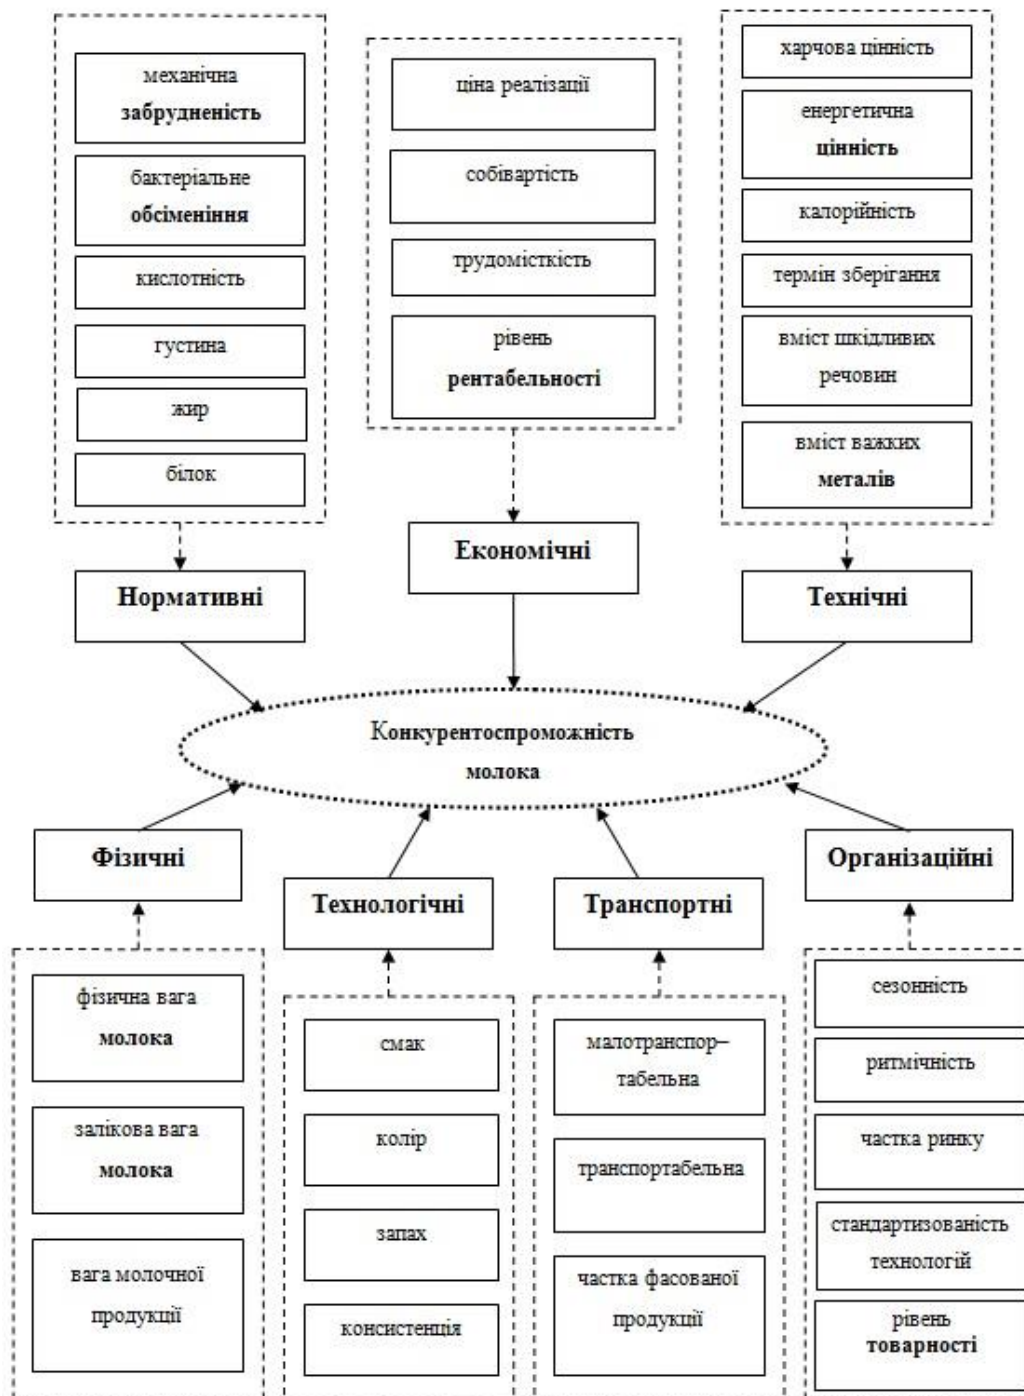 механічна
забрудненість
бактеріальне
обсіменіння
кислотність
густина
жир
білок
Нормативні
ціна реалізації
собівартість
трудомісткість
рівень
рентабельності
Економічні
харчова цінність
енергетична
цінність
калорійність
термін зберігання
вміст шкідливих
речовин
вміст важких
металів
Технічні
Конкурентоспроможність
молока
Фізичні
фізична вага
молока
залікова вага
молока
вага молочної
продукції
Технологічні
смак
колір
запах
консистенція
Транспортні
малотранспор–
табельна
транспортабельна
частка фасованої
продукції
Організаційні
сезонність
ритмічність
частка ринку
стандартизованість
технологій
рівень
товарності